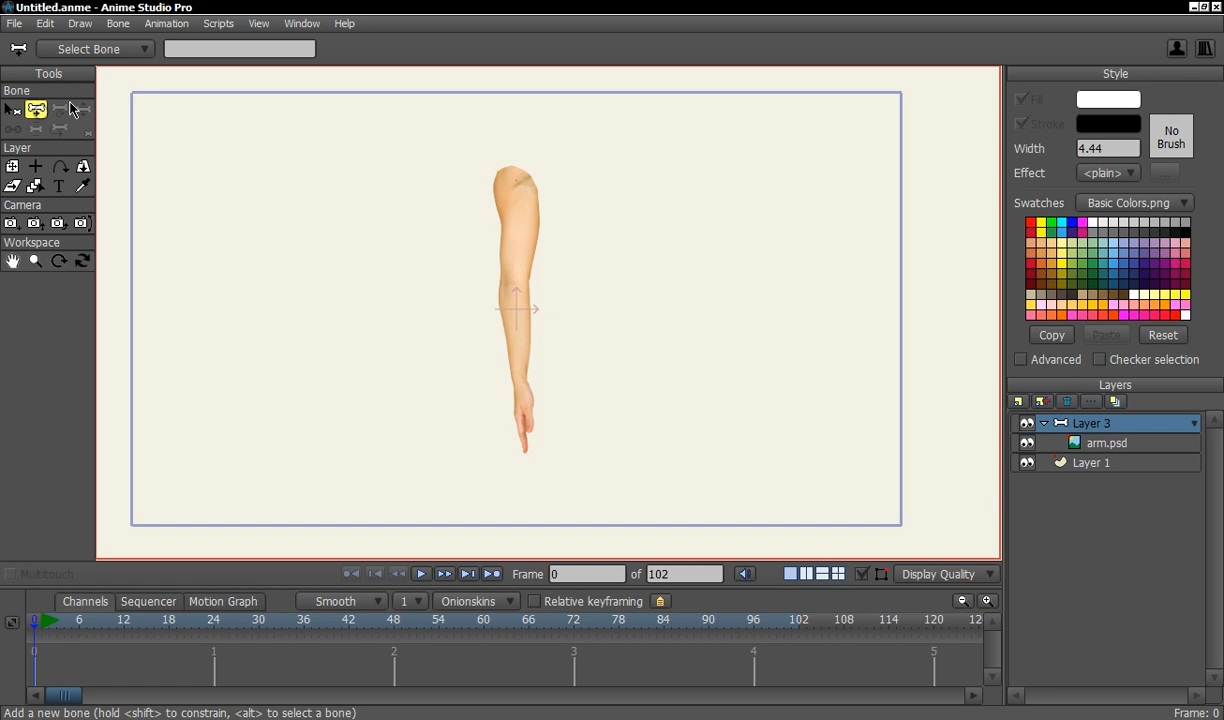 Untitled.anme - Anime Studio Pro
File Edit Draw Bone Animation Scripts View Window Help
Select Bone
Tools
Bone
Layer
T
Camera
Workspace
Style
Fill
Stroke
No Brush
Width 4.44
Effect <plain> ...
Swatches Basic Colors.png
Copy Paste Reset
Advanced Checker selection
Layers
Layer 3
arm.psd
Layer 1
Multitouch
Frame 0 of 102 Display Quality
Channels Sequencer Motion Graph Smooth 1 Onionskins Relative keyframing
0 6 12 18 24 30 36 42 48 54 60 66 72 78 84 90 96 102 108 114 120 12
0 1 2 3 4 5
Add a new bone (hold <shift> to constrain, <alt> to select a bone) Frame: 0